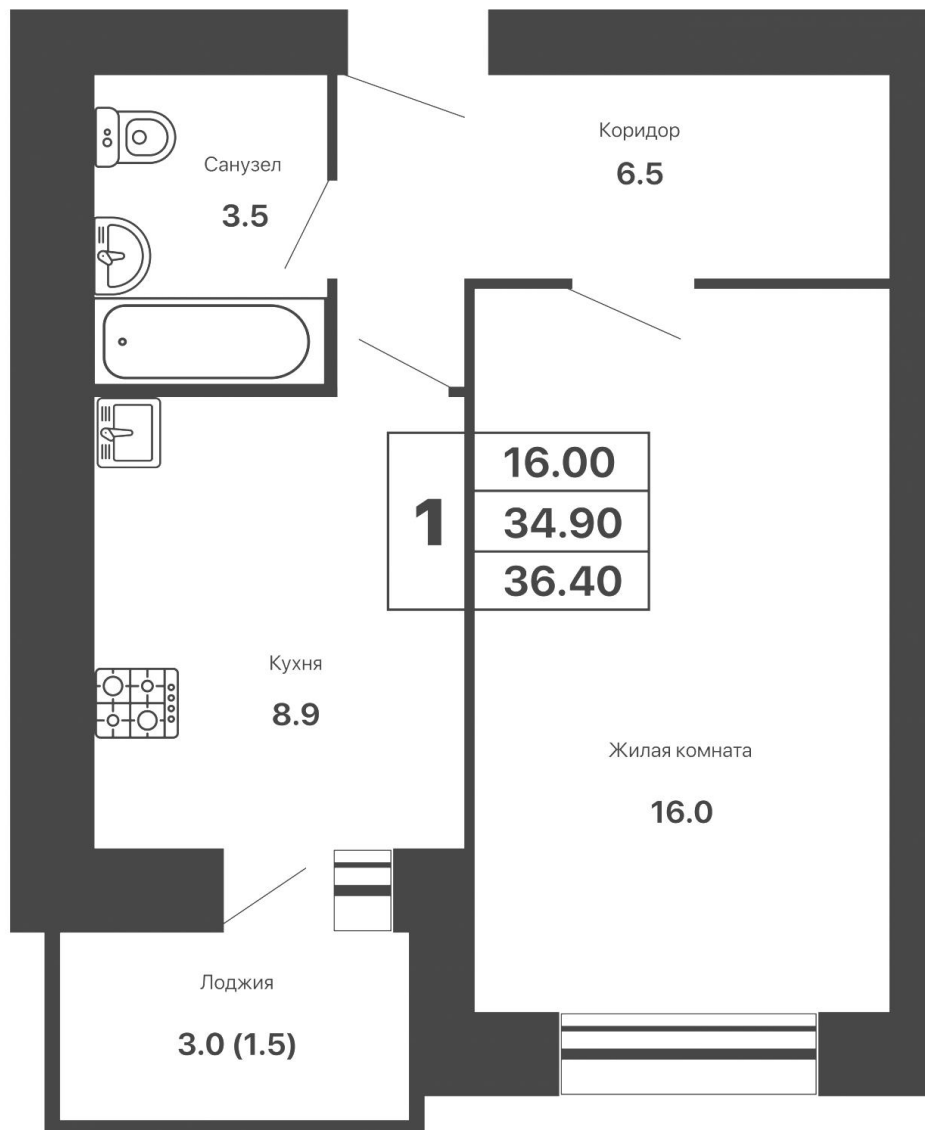 Санузел
3.5
Коридор
6.5
1
16.00
34.90
36.40
Кухня
8.9
Жилая комната
16.0
Лоджия
3.0 (1.5)